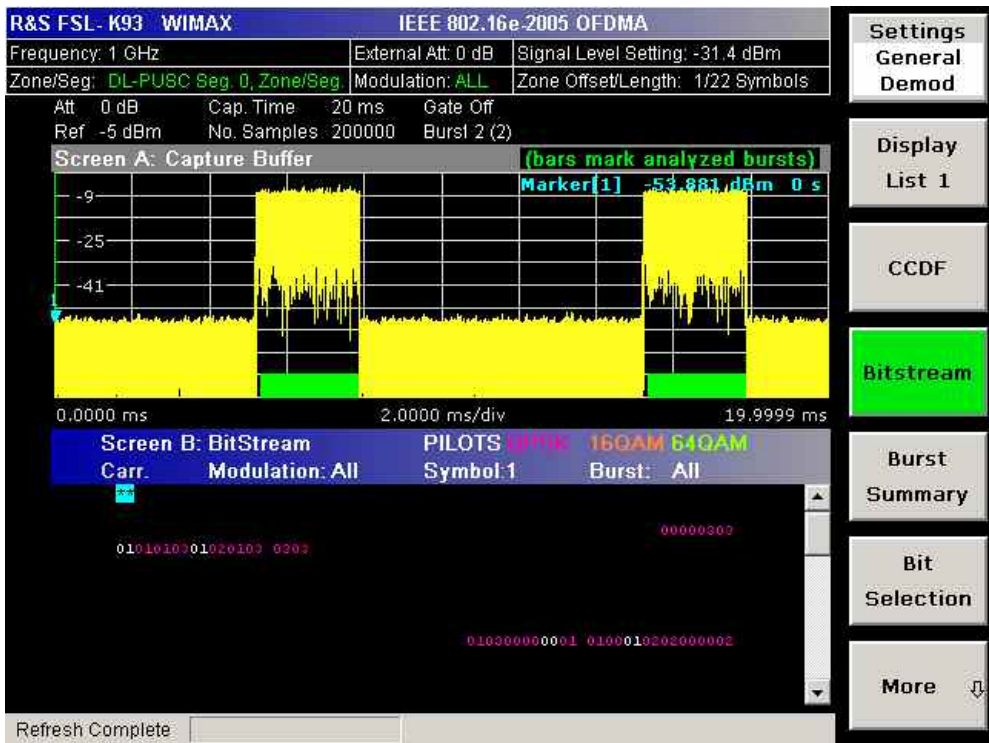 R&S FSL- K93 WIMAX IEEE 802.16e-2005 OFDMA
Frequency: 1 GHz External Att: 0 dB Signal Level Setting: -31.4 dBm
Zone/Seg: DL-PUSC Seg. 0, Zone/Seg. Modulation: ALL Zone Offset/Length: 1/22 Symbols
Att 0 dB Cap. Time 20 ms Gate Off
Ref -5 dBm No. Samples 200000 Burst 2 (2)
Screen A: Capture Buffer (bars mark analyzed bursts)
Marker[1] -53.881 dBm 0 s
-9
-25
-41
1
0.0000 ms 2.0000 ms/div 19.9999 ms
Screen B: BitStream PILOTS QPSK 16QAM 64QAM
Carr. Modulation: All Symbol:1 Burst: All
**
Refresh Complete
Settings
General
Demod
Display
List 1
CCDF
Bitstream
Burst
Summary
Bit
Selection
More ⇩